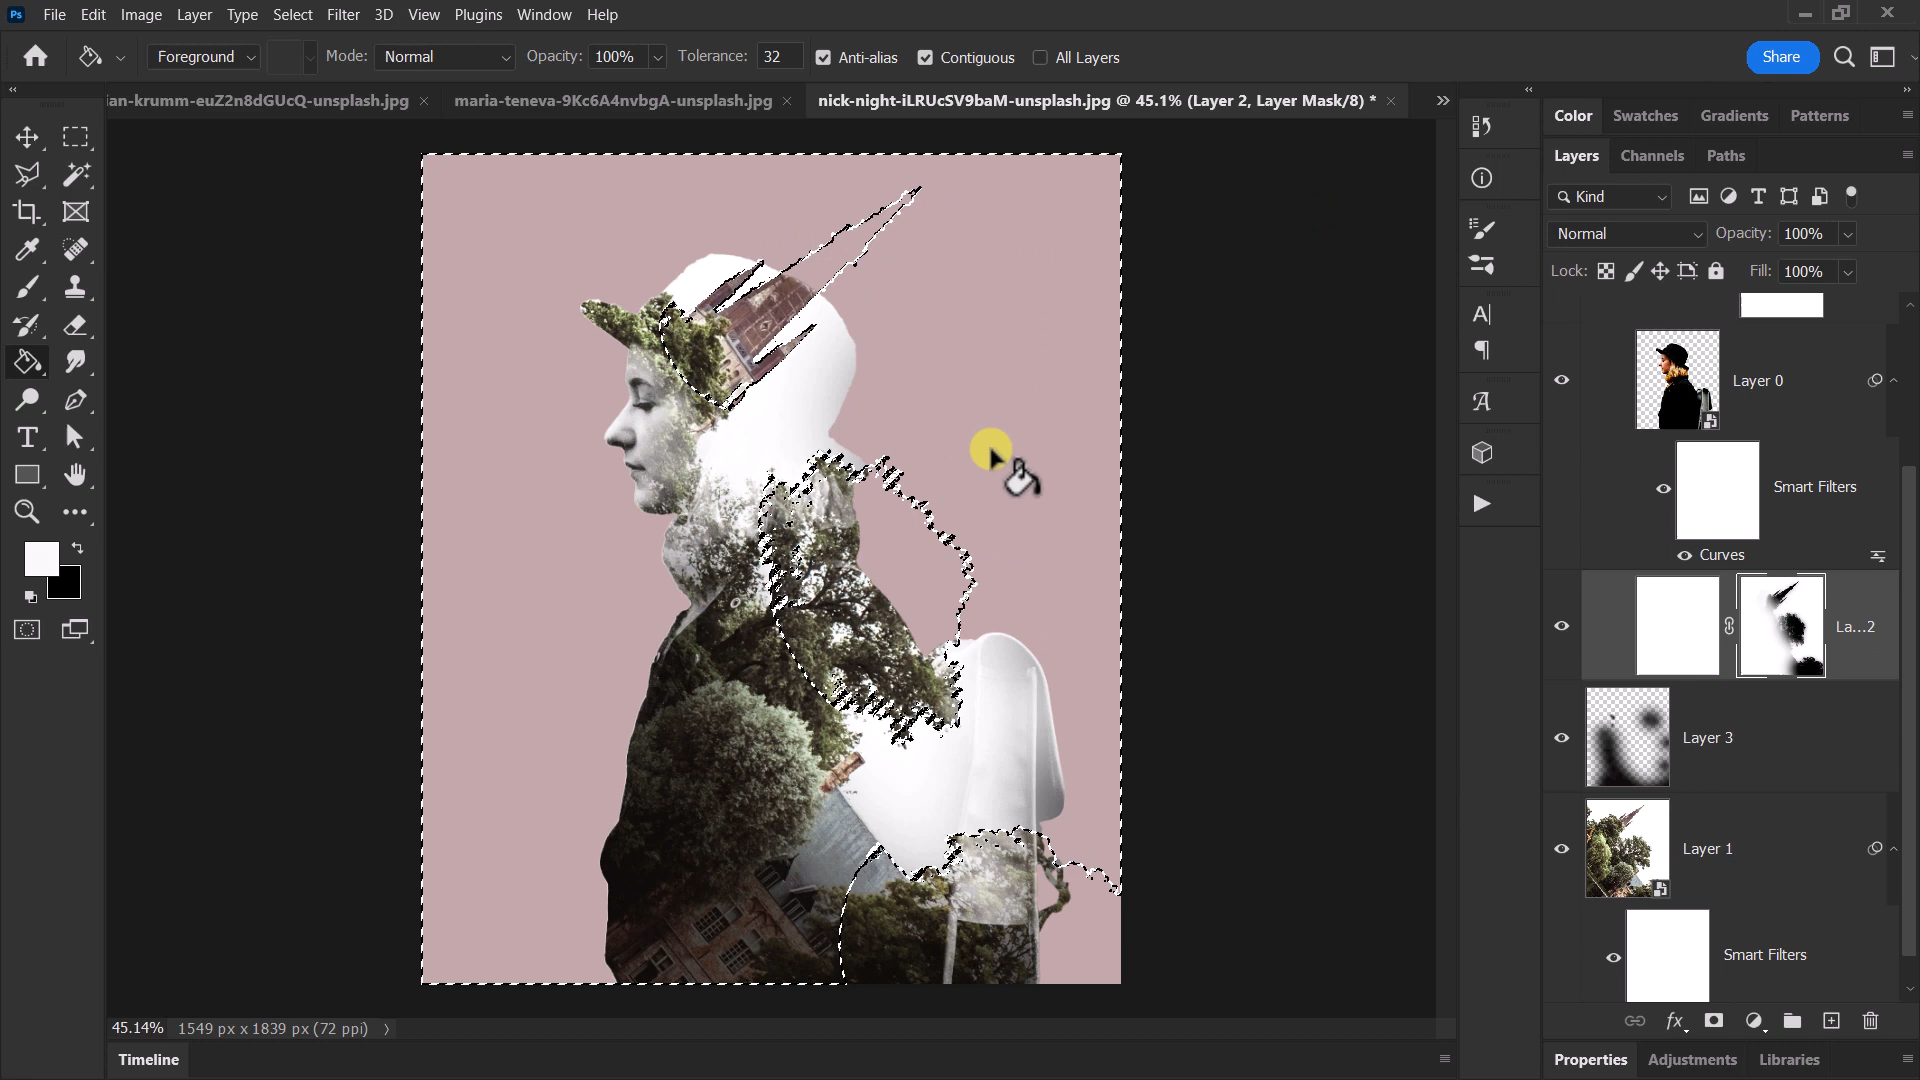 Ps File Edit Image Layer Type Select Filter 3D View Plugins Window Help
Foreground Mode: Normal Opacity: 100% Tolerance: 32 Anti-alias Contiguous All Layers Share
ian-krumm-euZ2n8dGUcQ-unsplash.jpg maria-teneva-9Kc6A4nvbgA-unsplash.jpg nick-night-iLRUcSV9baM-unsplash.jpg @ 45.1% (Layer 2, Layer Mask/8) *
Color Swatches Gradients Patterns
Layers Channels Paths
Kind
Normal Opacity: 100%
Lock: Fill: 100%
Layer 0
Smart Filters
Curves
La...2
Layer 3
Layer 1
Smart Filters
45.14% 1549 px x 1839 px (72 ppi)
Timeline
Properties Adjustments Libraries